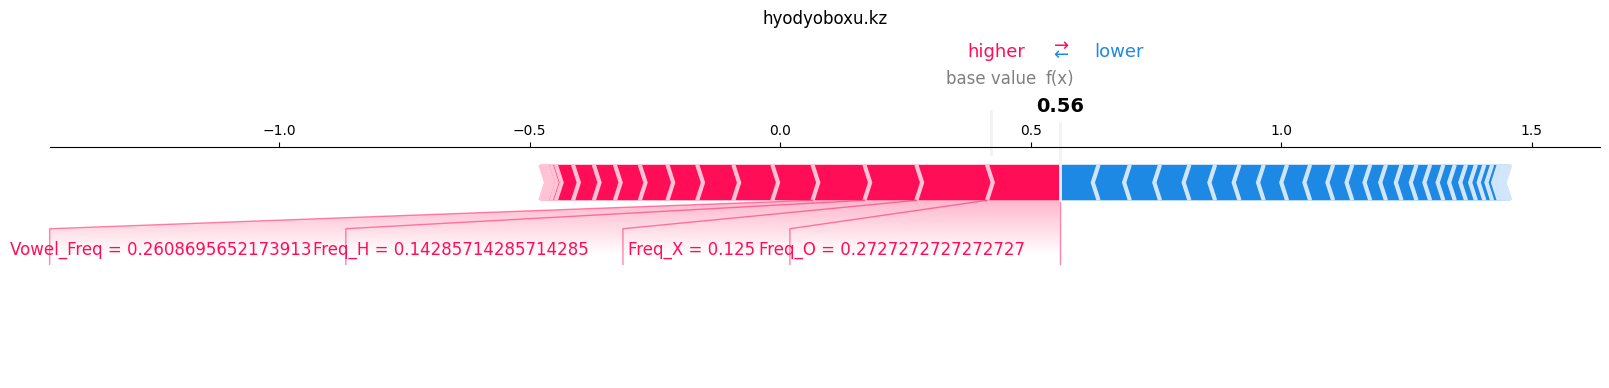 hyodyoboxu.kz
higher ⇄ lower
base value f(x)
0.56
−1.0 −0.5 0.0 0.5 1.0 1.5
Vowel_Freq = 0.2608695652173913 Freq_H = 0.14285714285714285 Freq_X = 0.125 Freq_O = 0.2727272727272727